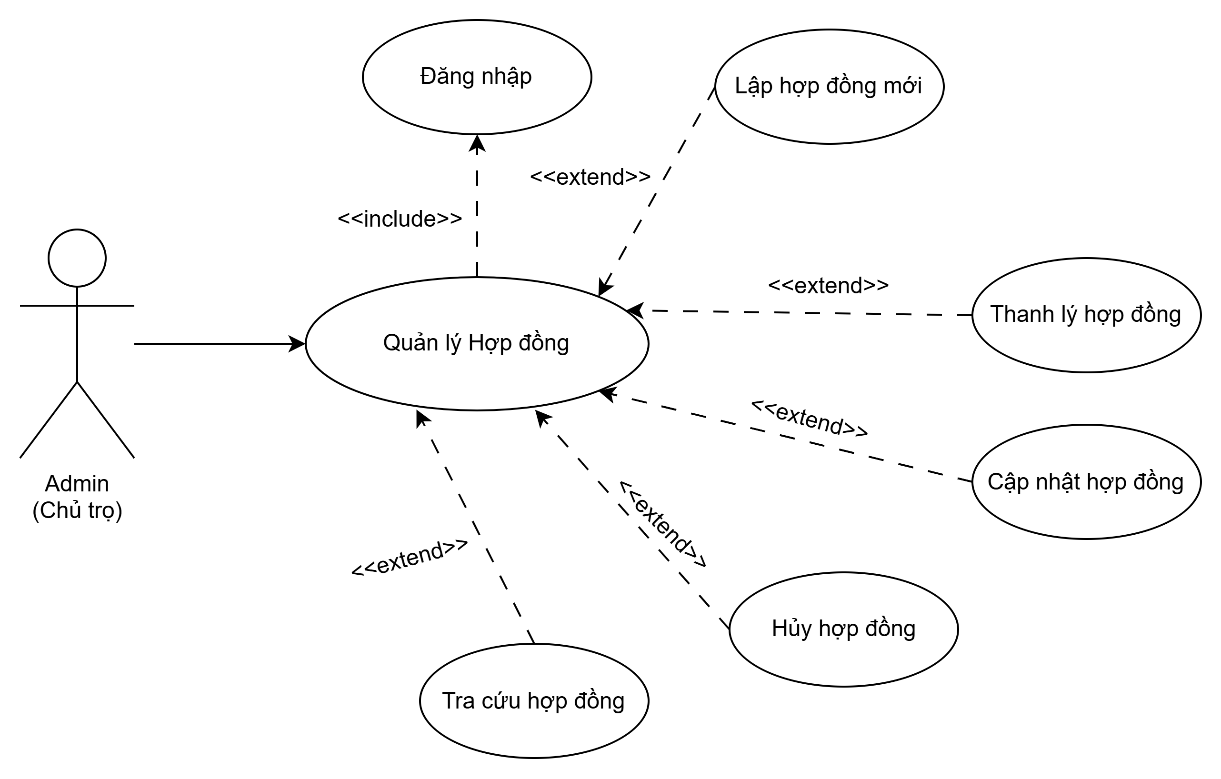 Đăng nhập
Lập hợp đồng mới
<<extend>>
<<include>>
<<extend>>
Thanh lý hợp đồng
Quản lý Hợp đồng
<<extend>>
Cập nhật hợp đồng
Admin
(Chủ trọ)
<<extend>>
<<extend>>
Hủy hợp đồng
Tra cứu hợp đồng